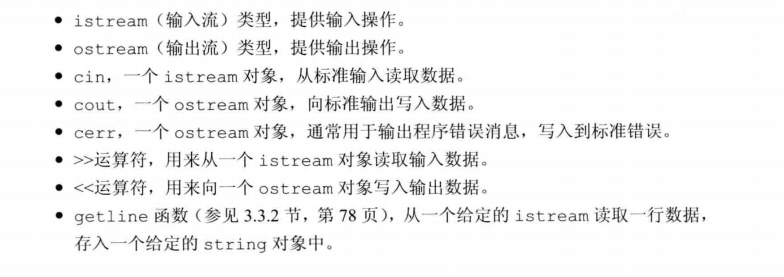 • istream（输入流）类型，提供输入操作。
• ostream（输出流）类型，提供输出操作。
• cin，一个 istream 对象，从标准输入读取数据。
• cout，一个 ostream 对象，向标准输出写入数据。
• cerr，一个 ostream 对象，通常用于输出程序错误消息，写入到标准错误。
• >>运算符，用来从一个 istream 对象读取输入数据。
• <<运算符，用来向一个 ostream 对象写入输出数据。
• getline 函数（参见 3.3.2 节，第 78 页），从一个给定的 istream 读取一行数据，
存入一个给定的 string 对象中。